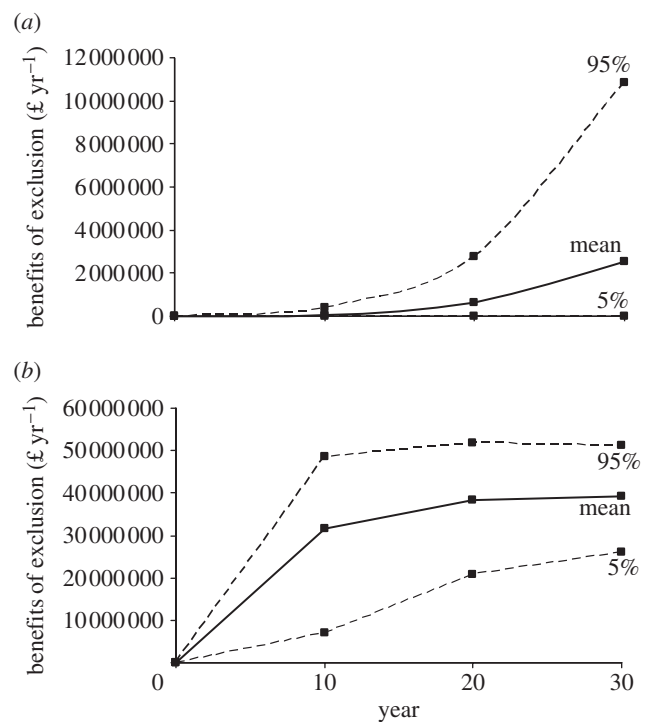 (a)
benefits of exclusion (£ yr⁻¹)
12 000 000
10 000 000
8 000 000
6 000 000
4 000 000
2 000 000
0
95%
mean
5%
(b)
benefits of exclusion (£ yr⁻¹)
60 000 000
50 000 000
40 000 000
30 000 000
20 000 000
10 000 000
95%
mean
5%
0 10 20 30
year